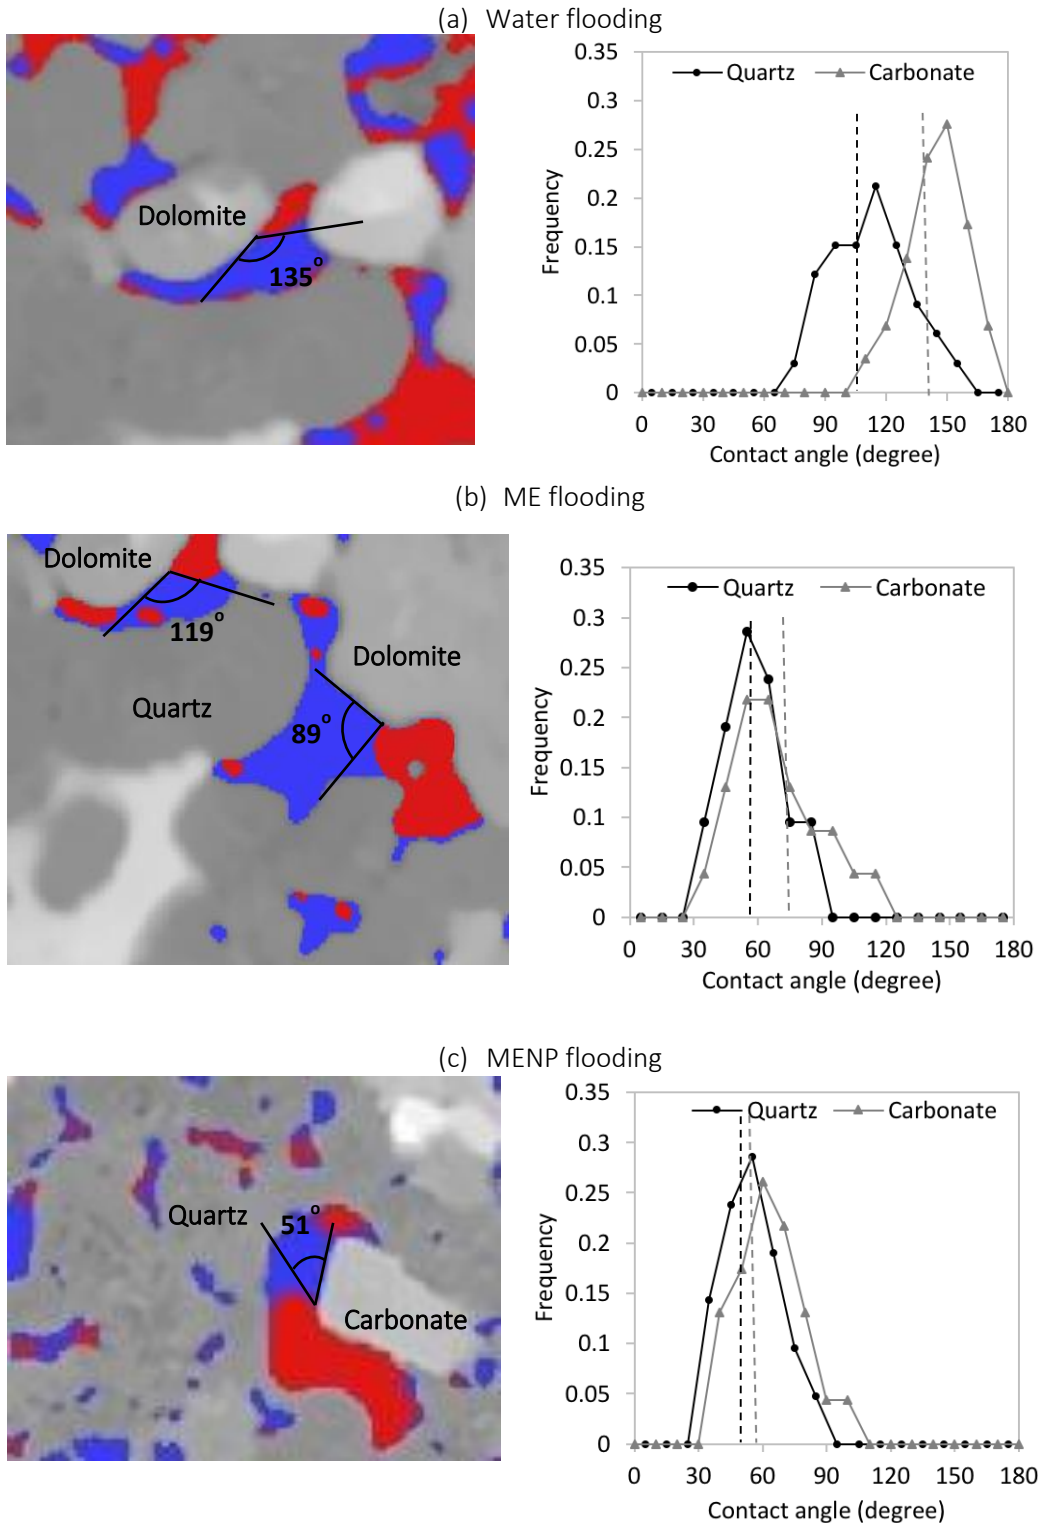 (a) Water flooding
Dolomite
135°
0.35
0.3
0.25
0.2
0.15
0.1
0.05
0
Quartz
Carbonate
Frequency
0 30 60 90 120 150 180
Contact angle (degree)
(b) ME flooding
Dolomite
119°
Dolomite
Quartz
89°
0.35
0.3
0.25
0.2
0.15
0.1
0.05
0
Quartz
Carbonate
Frequency
0 30 60 90 120 150 180
Contact angle (degree)
(c) MENP flooding
Quartz
51°
Carbonate
0.35
0.3
0.25
0.2
0.15
0.1
0.05
0
Quartz
Carbonate
Frequency
0 30 60 90 120 150 180
Contact angle (degree)